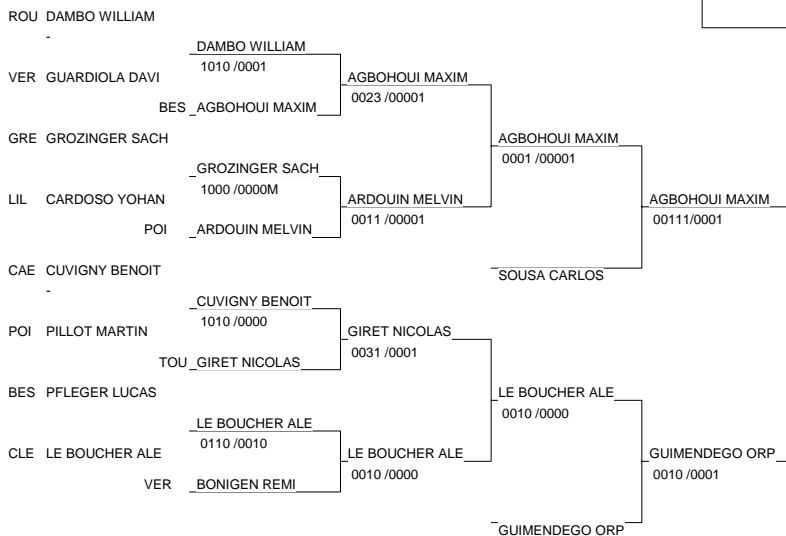 ROU DAMBO WILLIAM
-
DAMBO WILLIAM
1010 /0001
VER GUARDIOLA DAVI
AGBOHOUI MAXIM
0023 /00001
BES AGBOHOUI MAXIM
GRE GROZINGER SACH
AGBOHOUI MAXIM
0001 /00001
GROZINGER SACH
1000 /0000M
LIL CARDOSO YOHAN
ARDOUIN MELVIN
0011 /00001
AGBOHOUI MAXIM
00111/0001
POI ARDOUIN MELVIN
CAE CUVIGNY BENOIT
-
SOUSA CARLOS
CUVIGNY BENOIT
1010 /0000
POI PILLOT MARTIN
GIRET NICOLAS
0031 /0001
TOU GIRET NICOLAS
BES PFLEGER LUCAS
LE BOUCHER ALE
0010 /0000
LE BOUCHER ALE
0110 /0010
CLE LE BOUCHER ALE
LE BOUCHER ALE
0010 /0000
GUIMENDEGO ORP
0010 /0001
VER BONIGEN REMI
GUIMENDEGO ORP